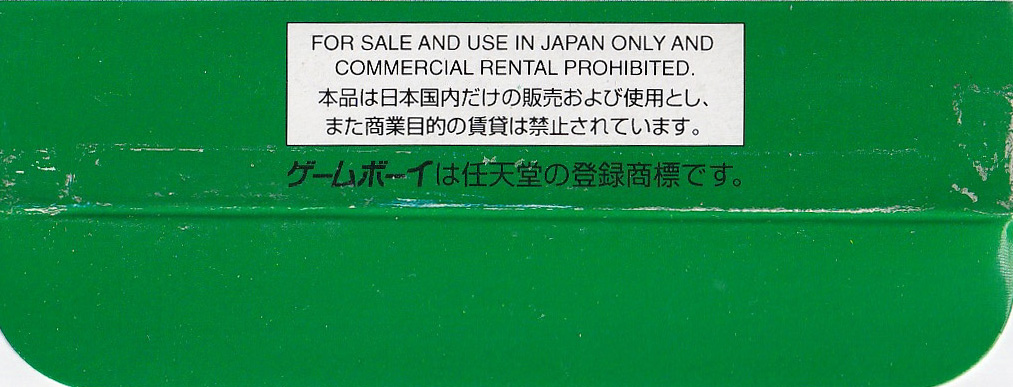 FOR SALE AND USE IN JAPAN ONLY AND
COMMERCIAL RENTAL PROHIBITED.
本品は日本国内だけの販売および使用とし、
また商業目的の賃貸は禁止されています。
ゲームボーイは任天堂の登録商標です。